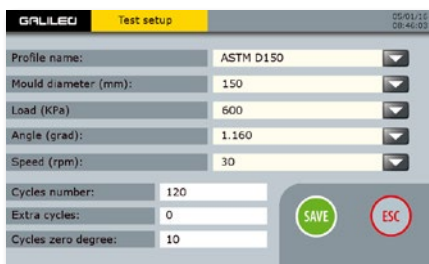 GALILEO Test setup 05/01/16
08:46:03
Profile name: ASTM D150
Mould diameter (mm): 150
Load (KPa) 600
Angle (grad): 1.160
Speed (rpm): 30
Cycles number: 120
Extra cycles: 0
Cycles zero degree: 10
SAVE ESC